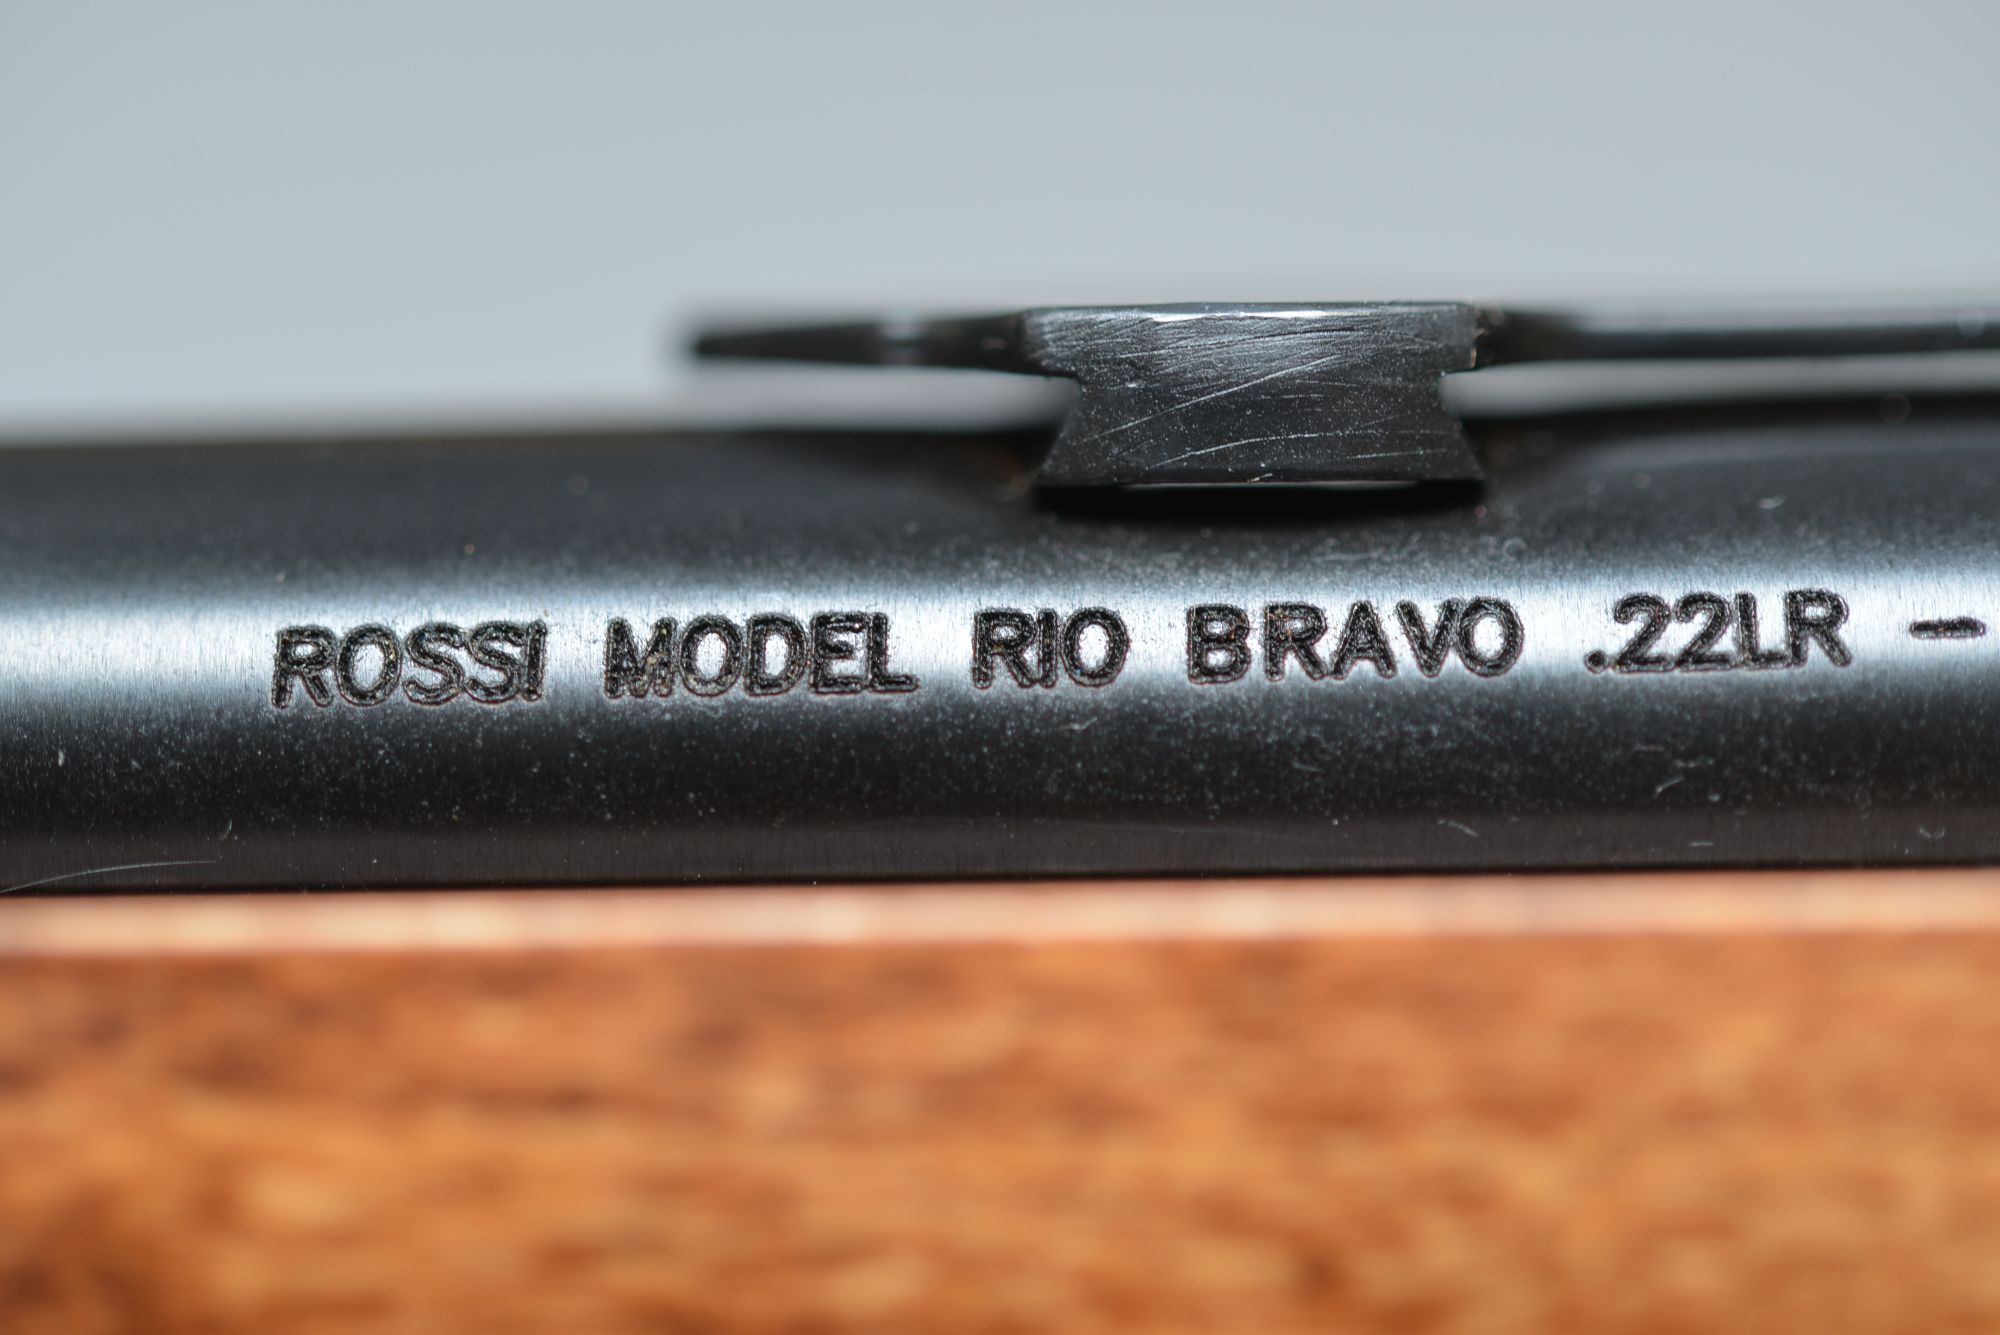 ROSSI MODEL RIO BRAVO .22LR -